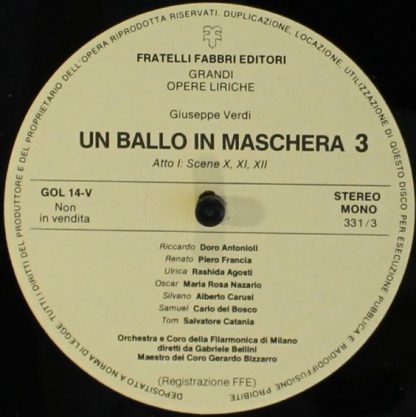 DEPOSITATO A NORMA DI LEGGE. TUTTI I DIRITTI DEL PRODUTTORE E DEL PROPRIETARIO DELL'OPERA RIPRODOTTA RISERVATI. DUPLICAZIONE, LOCAZIONE, UTILIZZAZIONE DI QUESTO DISCO PER ESECUZIONE PUBBLICA E RADIODIFFUSIONE PROIBITE
FRATELLI FABBRI EDITORI
GRANDI
OPERE LIRICHE
Giuseppe Verdi
UN BALLO IN MASCHERA 3
Atto I: Scene X, XI, XII
GOL 14-V
Non
in vendita
STEREO
MONO
331/3
Riccardo Doro Antonioli
Renato Piero Francia
Ulrica Rashida Agosti
Oscar Maria Rosa Nazario
Silvano Alberto Carusi
Samuel Carlo del Bosco
Tom Salvatore Catania
Orchestra e Coro della Filarmonica di Milano
diretti da Gabriele Bellini
Maestro del Coro Gerardo Bizzarro
(Registrazione FFE)